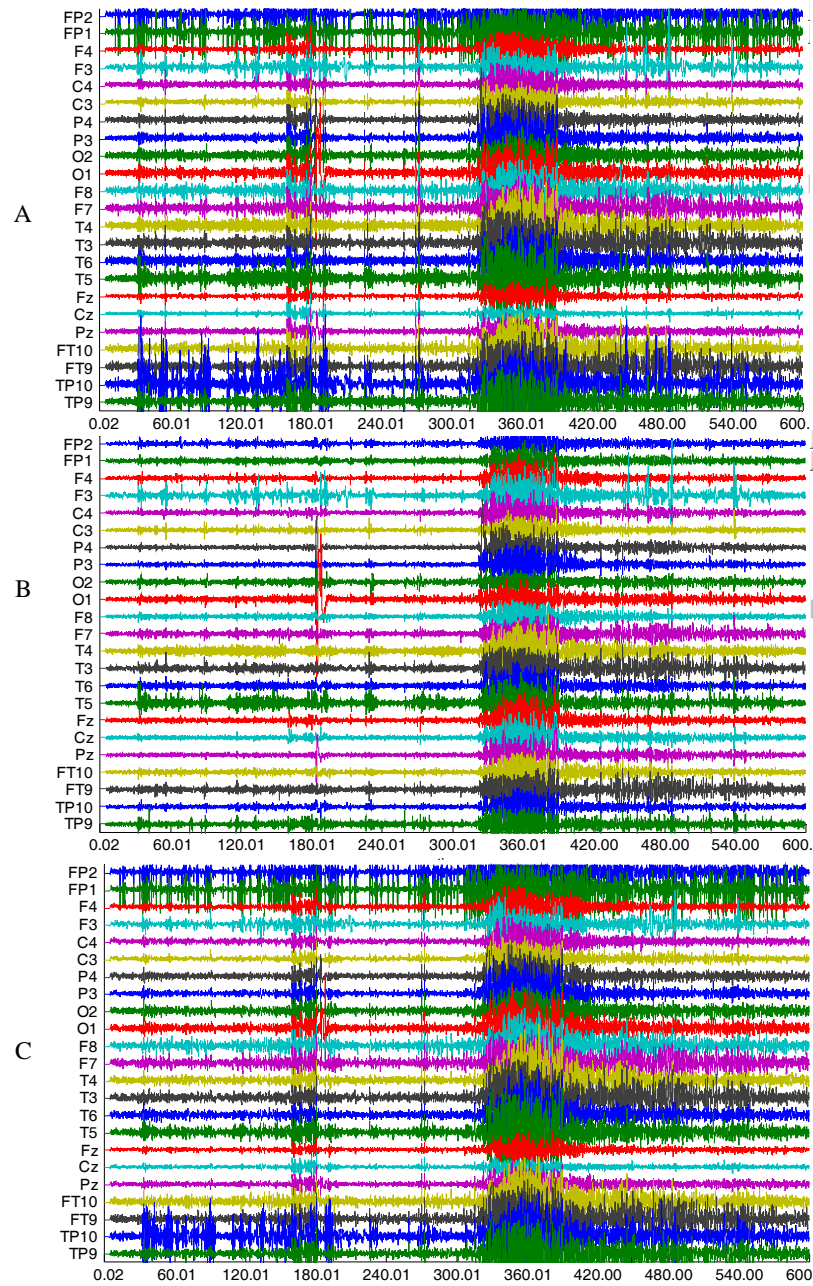 FP2
FP1
F4
F3
C4
C3
P4
P3
O2
O1
F8
F7
A
T4
T3
T6
T5
Fz
Cz
Pz
FT10
FT9
TP10
TP9
0.02 60.01 120.01 180.01 240.01 300.01 360.01 420.00 480.00 540.00 600.
FP2
FP1
F4
F3
C4
C3
P4
P3
B
O2
O1
F8
F7
T4
T3
T6
T5
Fz
Cz
Pz
FT10
FT9
TP10
TP9
0.02 60.01 120.01 180.01 240.01 300.01 360.01 420.00 480.00 540.00 600.
FP2
FP1
F4
F3
C4
C3
P4
P3
O2
O1
C
F8
F7
T4
T3
T6
T5
Fz
Cz
Pz
FT10
FT9
TP10
TP9
0.02 60.01 120.01 180.01 240.01 300.01 360.01 420.00 480.00 540.00 600.0